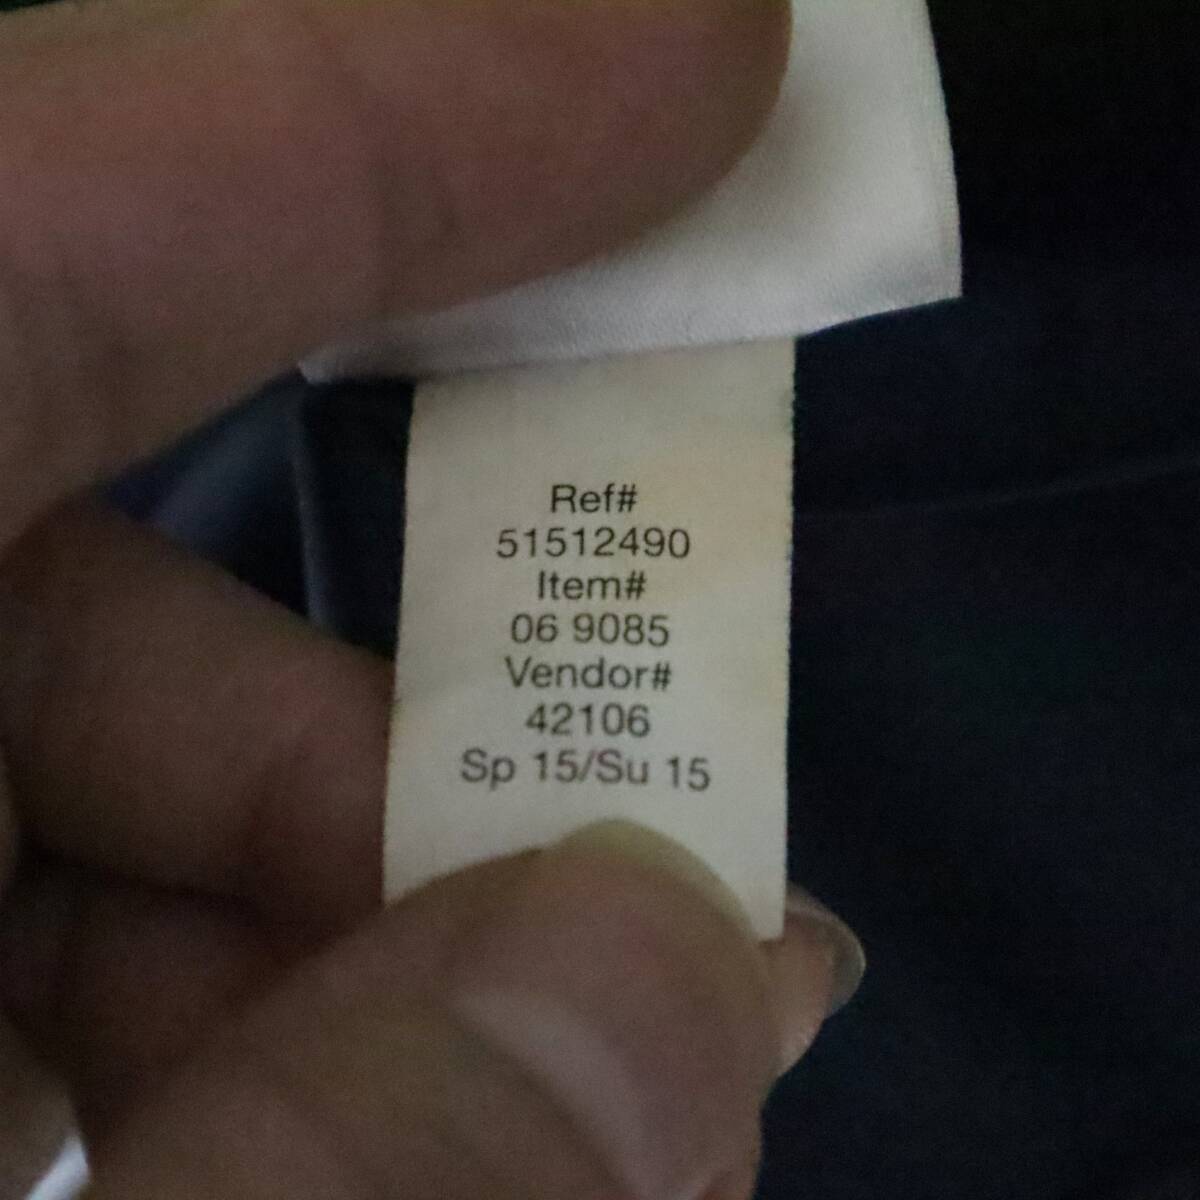 Ref#
51512490
Item#
06 9085
Vendor#
42106
Sp 15/Su 15